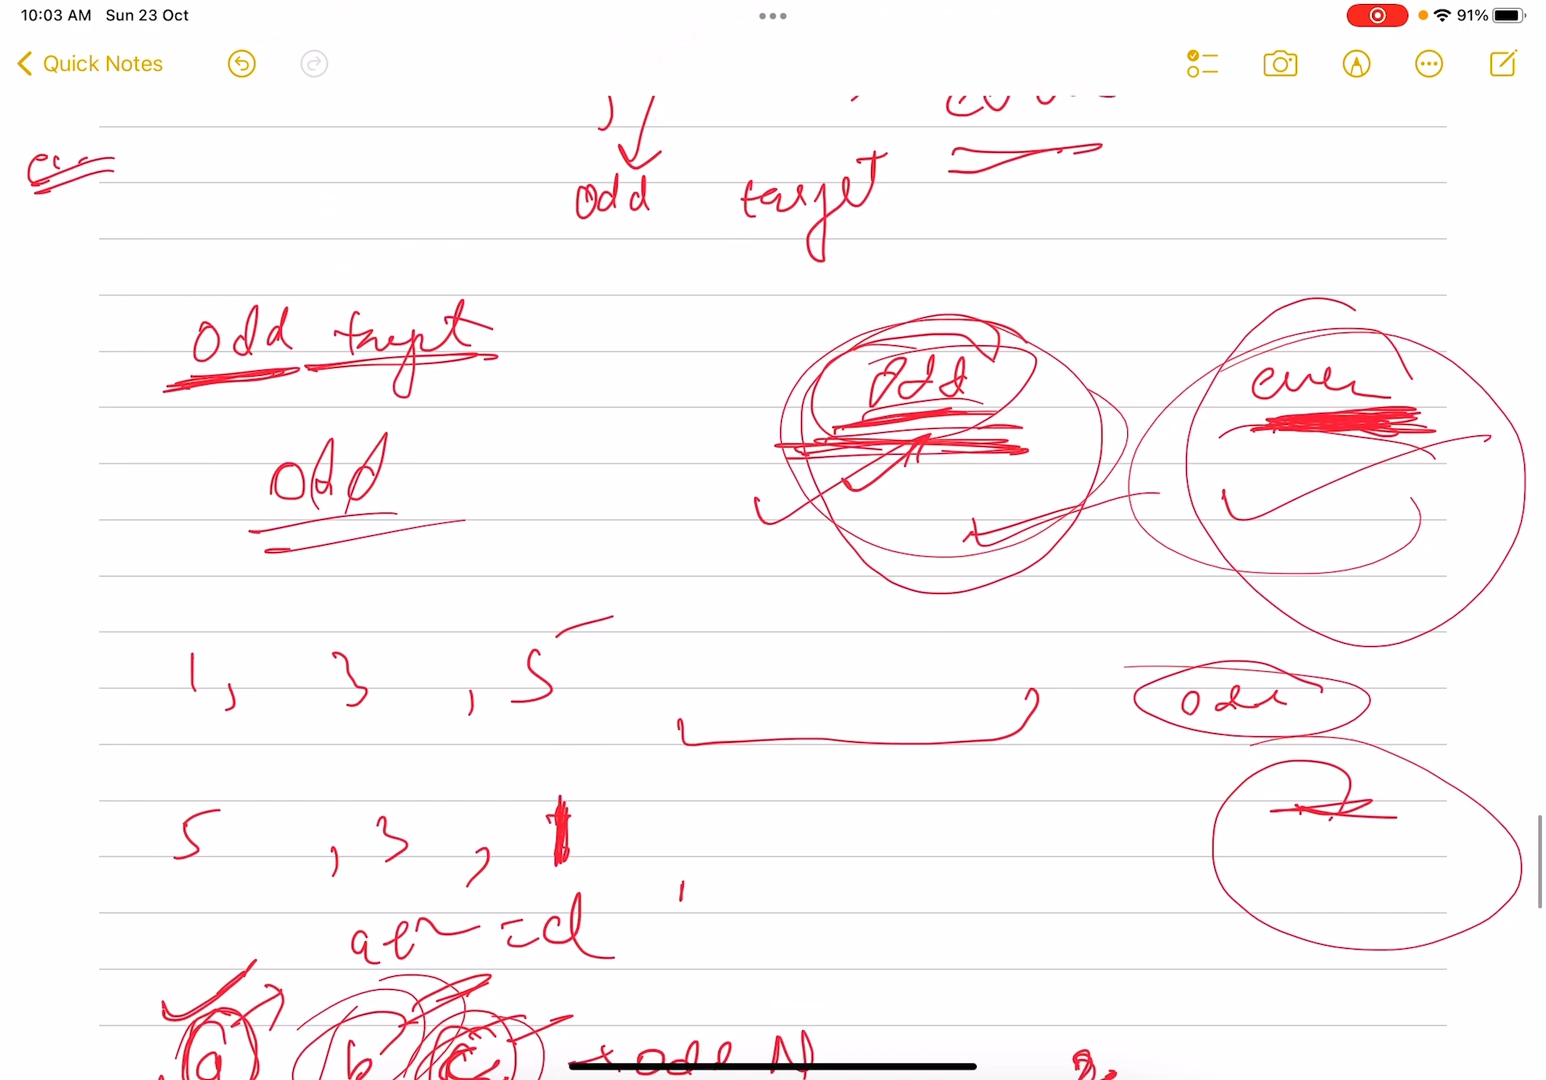 10:03 AM Sun 23 Oct
91%
Quick Notes
odd target
odd target
odd even
odd
1, 3, 5
odd
5, 3, 1
a b c
odd N